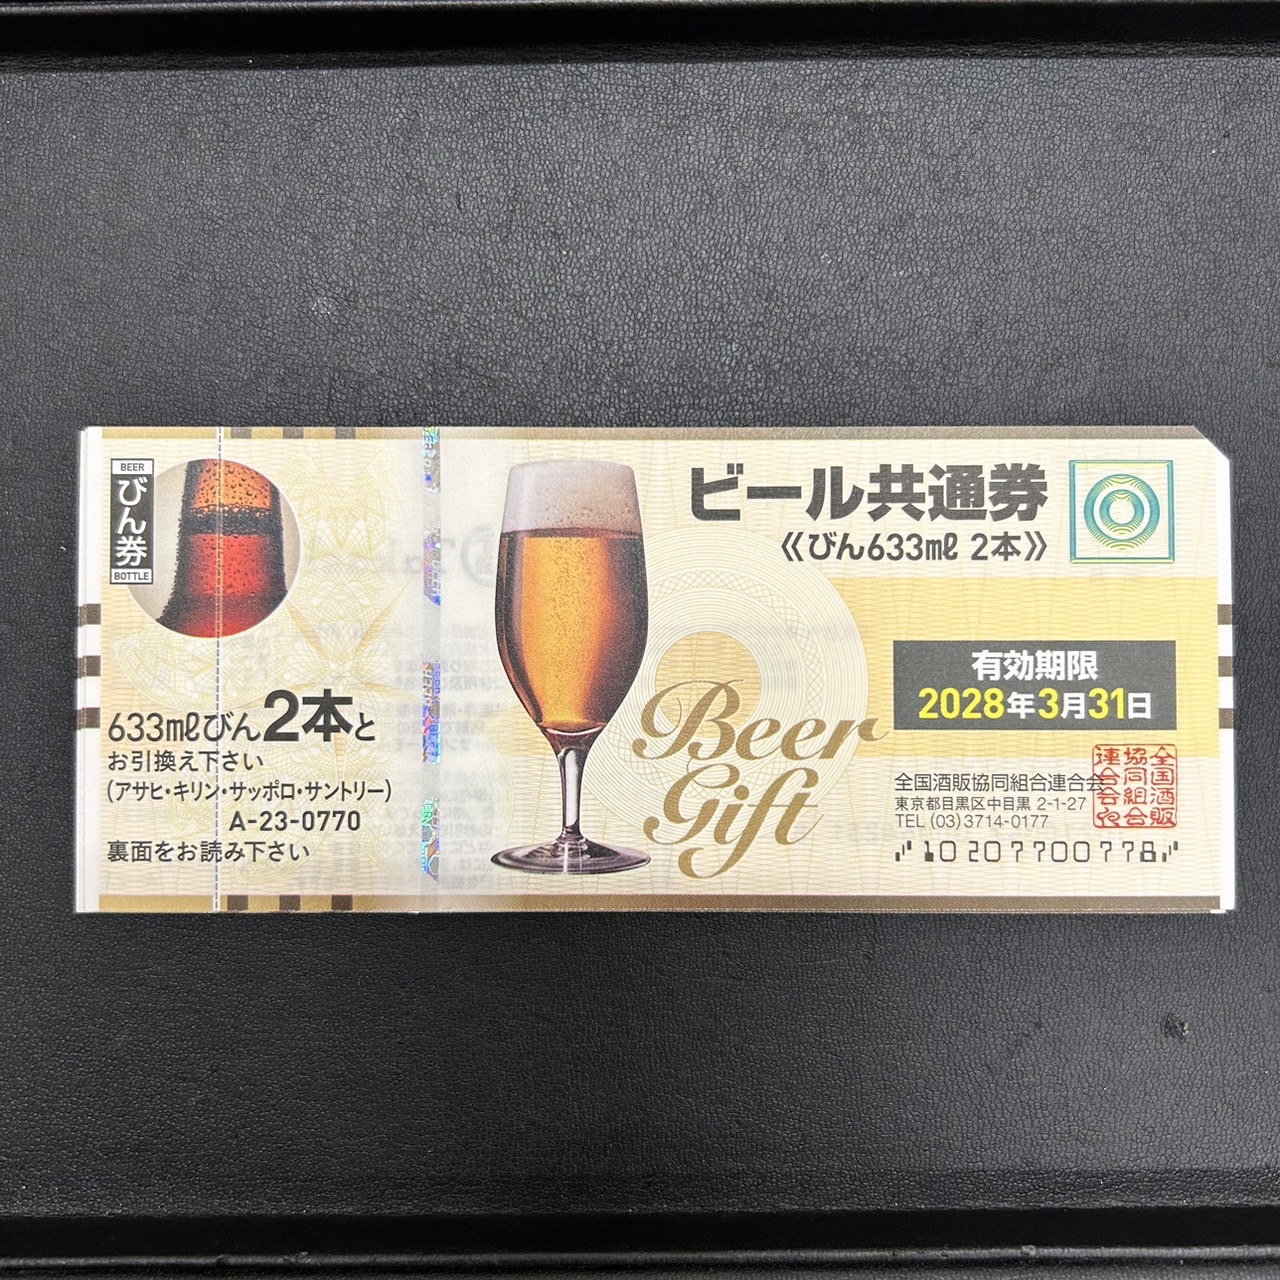 BEER
びん券
BOTTLE
633mlびん2本と
お引換え下さい
(アサヒ・キリン・サッポロ・サントリー)
A-23-0770
裏面をお読み下さい
Beer
Gift
ビール共通券
《びん633ml 2本》
有効期限
2028年3月31日
全国酒販協同組合連合会
東京都目黒区中目黒 2-1-27
TEL (03) 3714-0177
全国酒販
協同組合
連合会
10207700778